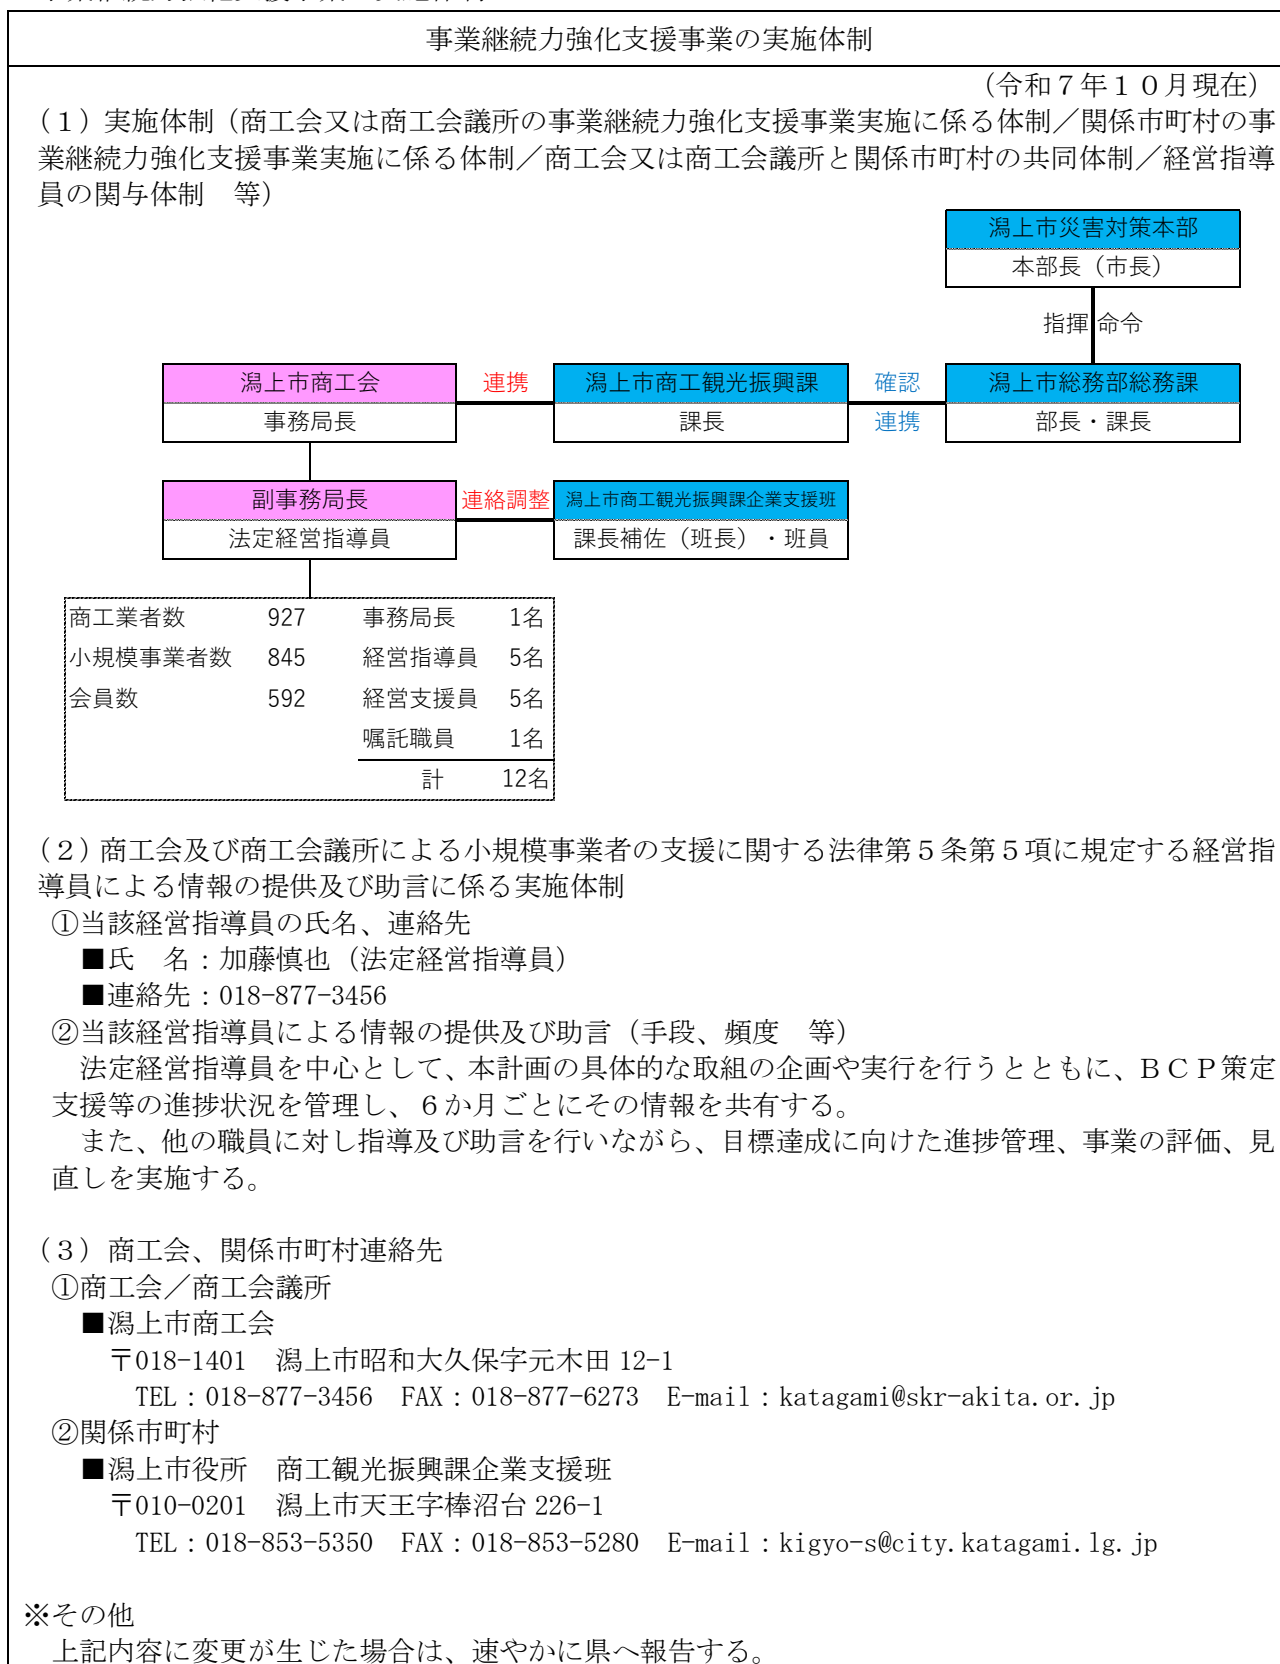 事業継続力強化支援事業の実施体制
（令和７年１０月現在）
（１）実施体制（商工会又は商工会議所の事業継続力強化支援事業実施に係る体制／関係市町村の事
業継続力強化支援事業実施に係る体制／商工会又は商工会議所と関係市町村の共同体制／経営指導
員の関与体制　等）
潟上市災害対策本部
本部長（市長）
指揮 命令
潟上市商工会　連携　潟上市商工観光振興課　確認　潟上市総務部総務課
事務局長　課長　連携　部長・課長
副事務局長　連絡調整　潟上市商工観光振興課企業支援班
法定経営指導員　課長補佐（班長）・班員
商工業者数　927　事務局長　1名
小規模事業者数　845　経営指導員　5名
会員数　592　経営支援員　5名
嘱託職員　1名
計　12名
（２）商工会及び商工会議所による小規模事業者の支援に関する法律第５条第５項に規定する経営指
導員による情報の提供及び助言に係る実施体制
①当該経営指導員の氏名、連絡先
■氏　名：加藤慎也（法定経営指導員）
■連絡先：018-877-3456
②当該経営指導員による情報の提供及び助言（手段、頻度　等）
法定経営指導員を中心として、本計画の具体的な取組の企画や実行を行うとともに、ＢＣＰ策定
支援等の進捗状況を管理し、６か月ごとにその情報を共有する。
また、他の職員に対し指導及び助言を行いながら、目標達成に向けた進捗管理、事業の評価、見
直しを実施する。
（３）商工会、関係市町村連絡先
①商工会／商工会議所
■潟上市商工会
〒018-1401　潟上市昭和大久保字元木田 12-1
TEL：018-877-3456　FAX：018-877-6273　E-mail：katagami@skr-akita.or.jp
②関係市町村
■潟上市役所　商工観光振興課企業支援班
〒010-0201　潟上市天王字棒沼台 226-1
TEL：018-853-5350　FAX：018-853-5280　E-mail：kigyo-s@city.katagami.lg.jp
※その他
上記内容に変更が生じた場合は、速やかに県へ報告する。